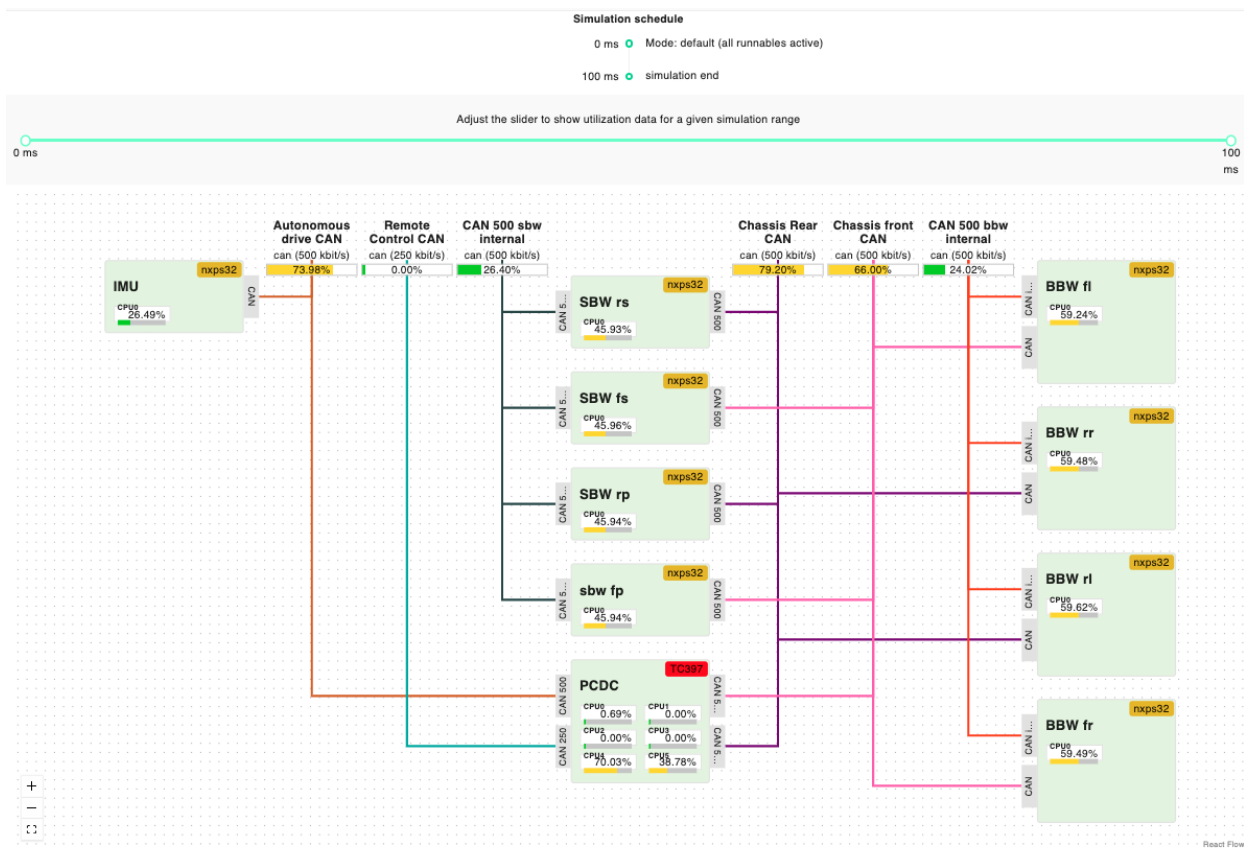 Simulation schedule
0 ms Mode: default (all runnables active)
100 ms simulation end
Adjust the slider to show utilization data for a given simulation range
0 ms
100
ms
Autonomous
drive CAN
can (500 kbit/s)
73.98%
Remote
Control CAN
can (250 kbit/s)
0.00%
CAN 500 sbw
internal
can (500 kbit/s)
26.40%
Chassis Rear
CAN
can (500 kbit/s)
79.20%
Chassis front
CAN
can (500 kbit/s)
66.00%
CAN 500 bbw
internal
can (500 kbit/s)
24.02%
nxps32
IMU
CPU0
26.49%
CAN
nxps32
SBW rs
CPU0
45.93%
CAN 5...
CAN 500
nxps32
SBW fs
CPU0
45.96%
CAN 5...
CAN 500
nxps32
SBW rp
CPU0
45.94%
CAN 5...
CAN 500
nxps32
sbw fp
CPU0
45.94%
CAN 5...
CAN 500
TC397
PCDC
CPU0
0.69%
CPU1
0.00%
CPU2
0.00%
CPU3
0.00%
CPU4
70.03%
CPU5
38.78%
CAN 500
CAN 250
CAN 5...
CAN 5...
nxps32
BBW fl
CPU0
59.24%
CAN i...
CAN
nxps32
BBW rr
CPU0
59.48%
CAN i...
CAN
nxps32
BBW rl
CPU0
59.62%
CAN i...
CAN
nxps32
BBW fr
CPU0
59.49%
CAN i...
CAN
React Flow